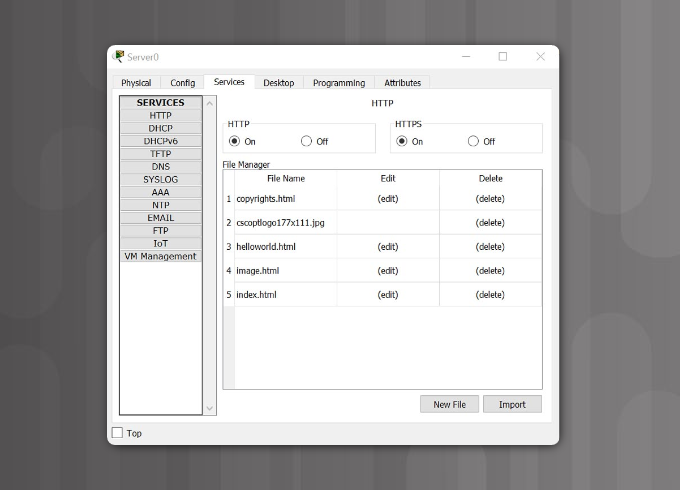 Server0
Physical Config Services Desktop Programming Attributes
SERVICES
HTTP
DHCP
DHCPv6
TFTP
DNS
SYSLOG
AAA
NTP
EMAIL
FTP
IoT
VM Management
HTTP
HTTP
On Off
HTTPS
On Off
File Manager
File Name Edit Delete
1 copyrights.html (edit) (delete)
2 cscoptlogo177x111.jpg (delete)
3 helloworld.html (edit) (delete)
4 image.html (edit) (delete)
5 index.html (edit) (delete)
New File Import
Top